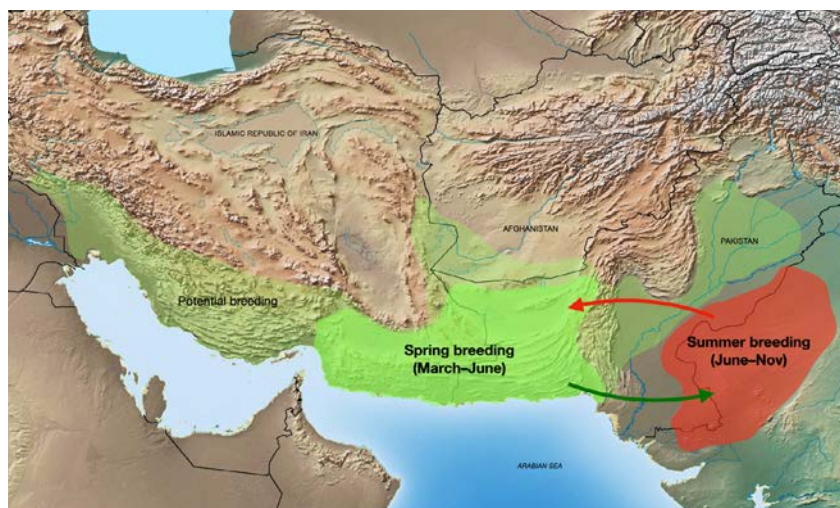 ISLAMIC REPUBLIC OF IRAN
AFGHANISTAN
PAKISTAN
Potential breeding
Spring breeding
(March–June)
Summer breeding
(June–Nov)
ARABIAN SEA